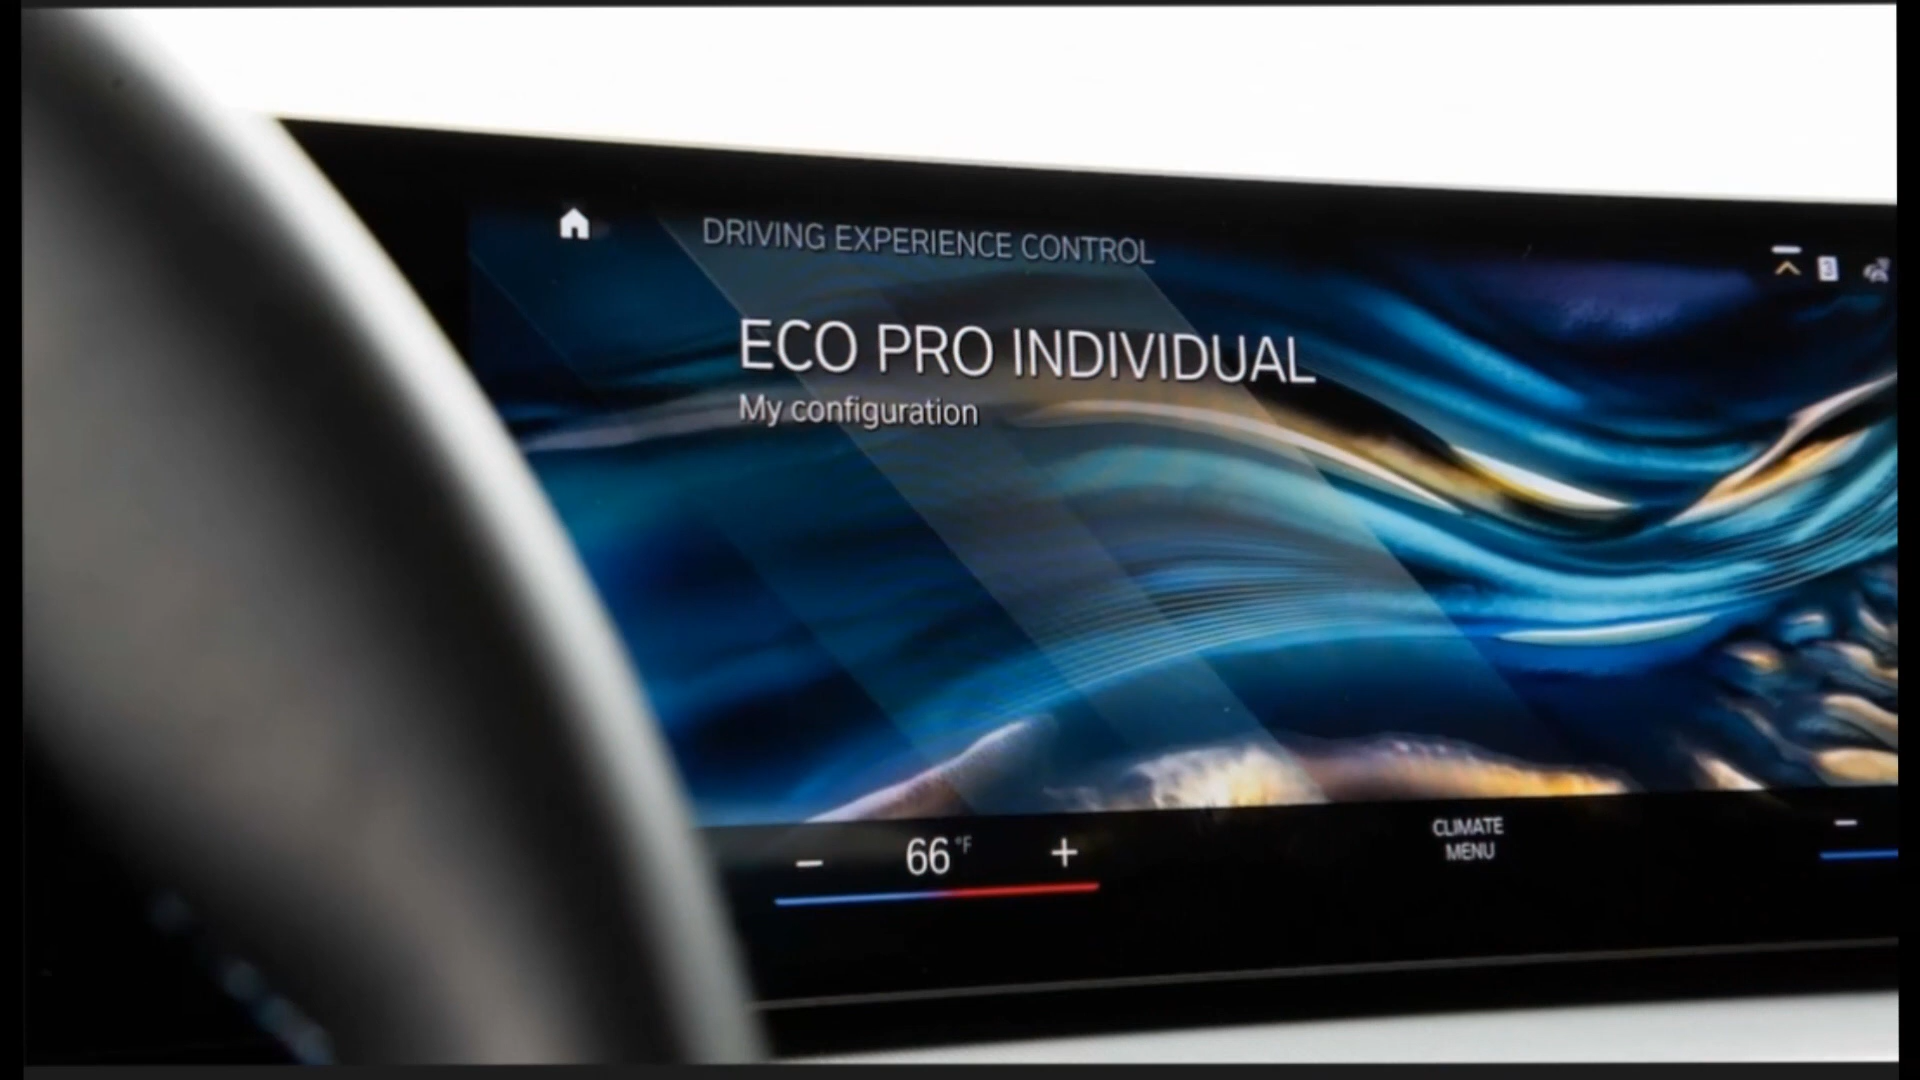 DRIVING EXPERIENCE CONTROL
ECO PRO INDIVIDUAL
My configuration
− 66 °F +
CLIMATE
MENU
−